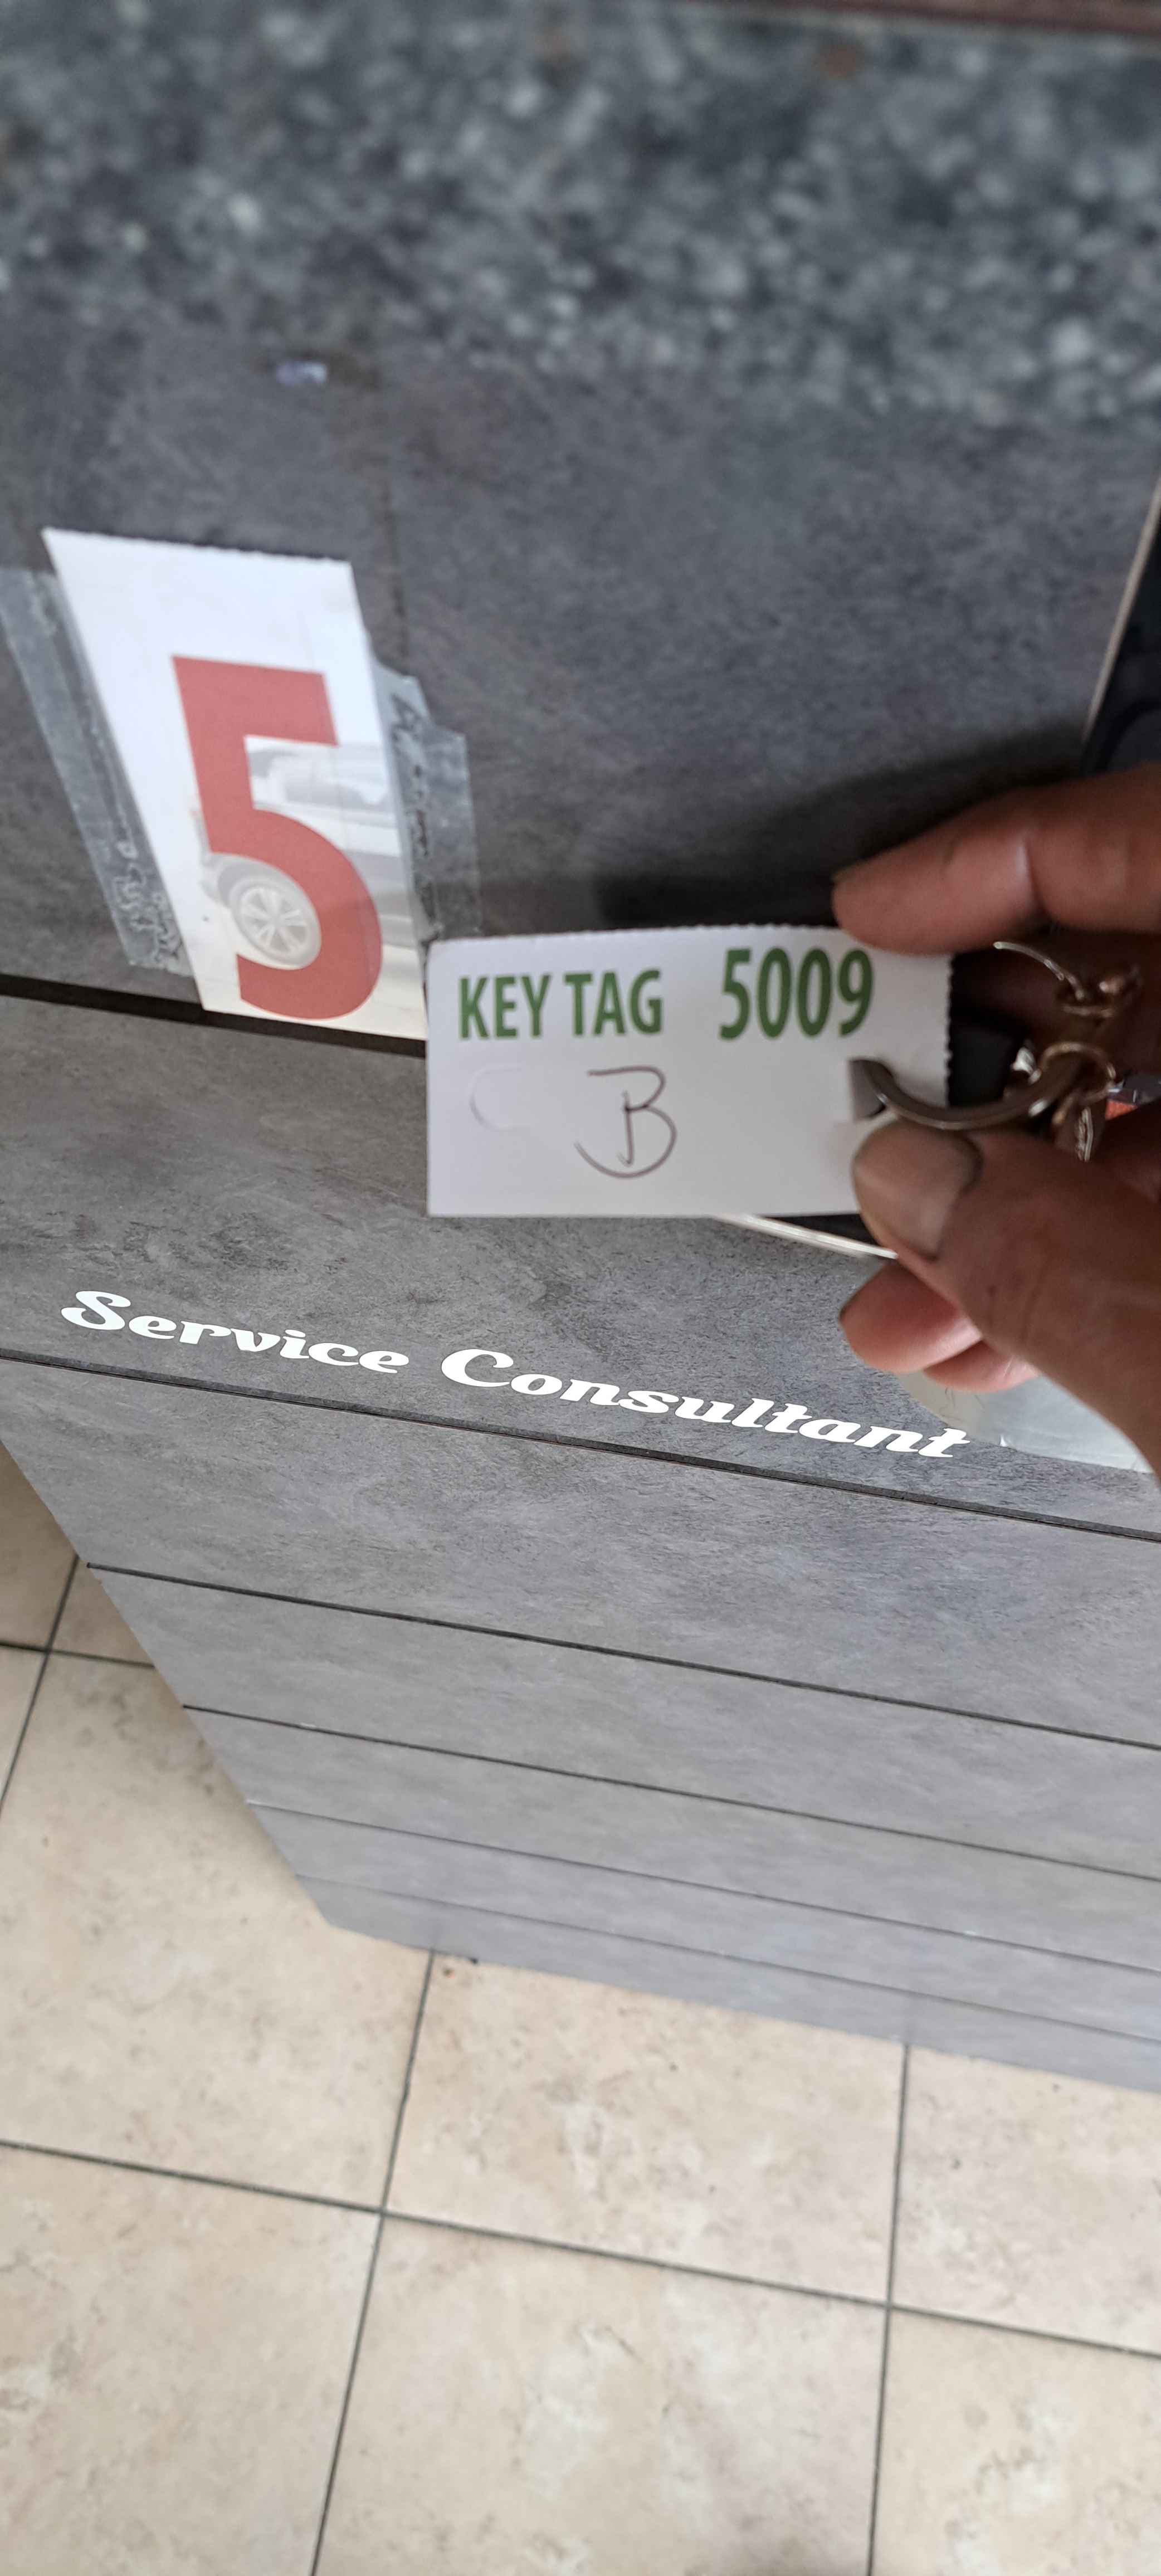 5
KEY TAG 5009
B
Service Consultant